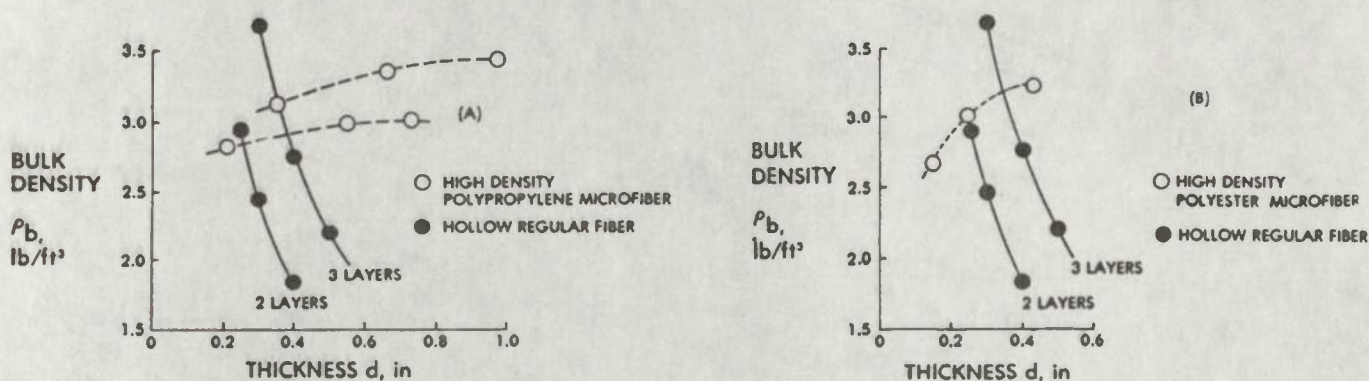 3.5
3.0
2.5
2.0
1.5
BULK
DENSITY
ρb,
lb/ft³
0 0.2 0.4 0.6 0.8 1.0
THICKNESS d, in
(A)
○ HIGH DENSITY
POLYPROPYLENE MICROFIBER
● HOLLOW REGULAR FIBER
3 LAYERS
2 LAYERS
3.5
3.0
2.5
2.0
1.5
BULK
DENSITY
ρb,
lb/ft³
0 0.2 0.4 0.6
THICKNESS d, in
(B)
○ HIGH DENSITY
POLYESTER MICROFIBER
● HOLLOW REGULAR FIBER
3 LAYERS
2 LAYERS